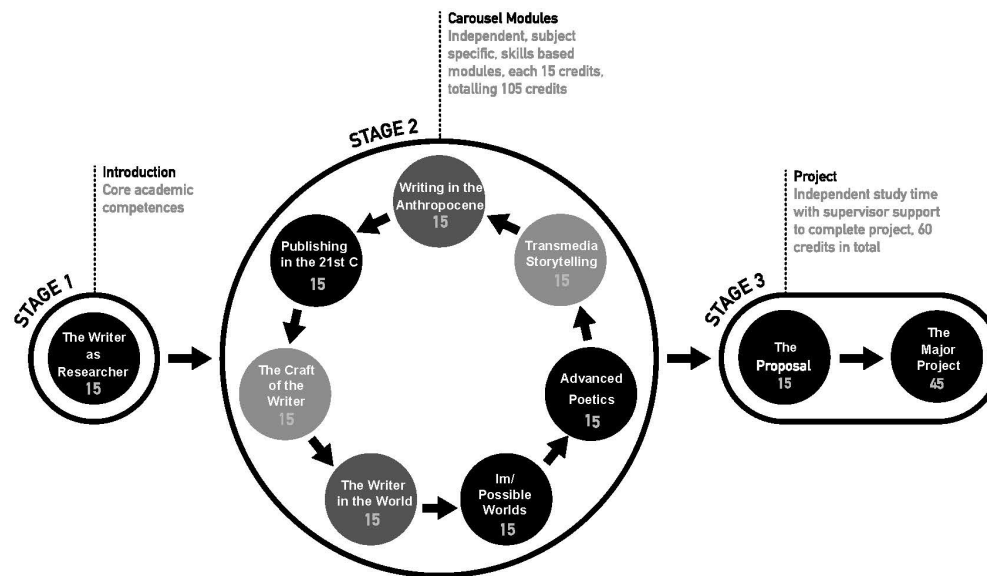 Carousel Modules
Independent, subject
specific, skills based
modules, each 15 credits,
totalling 105 credits
STAGE 2
Introduction
Core academic
competences
Project
Independent study time
with supervisor support
to complete project, 60
credits in total
STAGE 1
The Writer
as
Researcher
15
Writing in the
Anthropocene
15
Publishing
in the 21st C
15
The Craft
of the
Writer
15
The Writer
in the World
15
Im/
Possible
Worlds
15
Advanced
Poetics
15
Transmedia
Storytelling
15
STAGE 3
The
Proposal
15
The
Major
Project
45